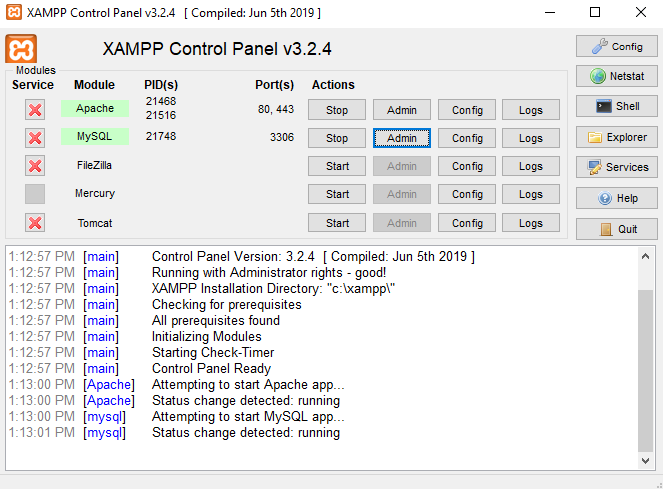 XAMPP Control Panel v3.2.4 [ Compiled: Jun 5th 2019 ]
XAMPP Control Panel v3.2.4
Config
Modules
Service Module PID(s) Port(s) Actions
Netstat
Apache 21468 21516 80, 443 Stop Admin Config Logs
Shell
MySQL 21748 3306 Stop Admin Config Logs
Explorer
FileZilla Start Admin Config Logs
Services
Mercury Start Admin Config Logs
Help
Tomcat Start Admin Config Logs
Quit
1:12:57 PM [main] Control Panel Version: 3.2.4 [ Compiled: Jun 5th 2019 ]
1:12:57 PM [main] Running with Administrator rights - good!
1:12:57 PM [main] XAMPP Installation Directory: "c:\xampp\"
1:12:57 PM [main] Checking for prerequisites
1:12:57 PM [main] All prerequisites found
1:12:57 PM [main] Initializing Modules
1:12:57 PM [main] Starting Check-Timer
1:12:57 PM [main] Control Panel Ready
1:13:00 PM [Apache] Attempting to start Apache app...
1:13:00 PM [Apache] Status change detected: running
1:13:00 PM [mysql] Attempting to start MySQL app...
1:13:01 PM [mysql] Status change detected: running